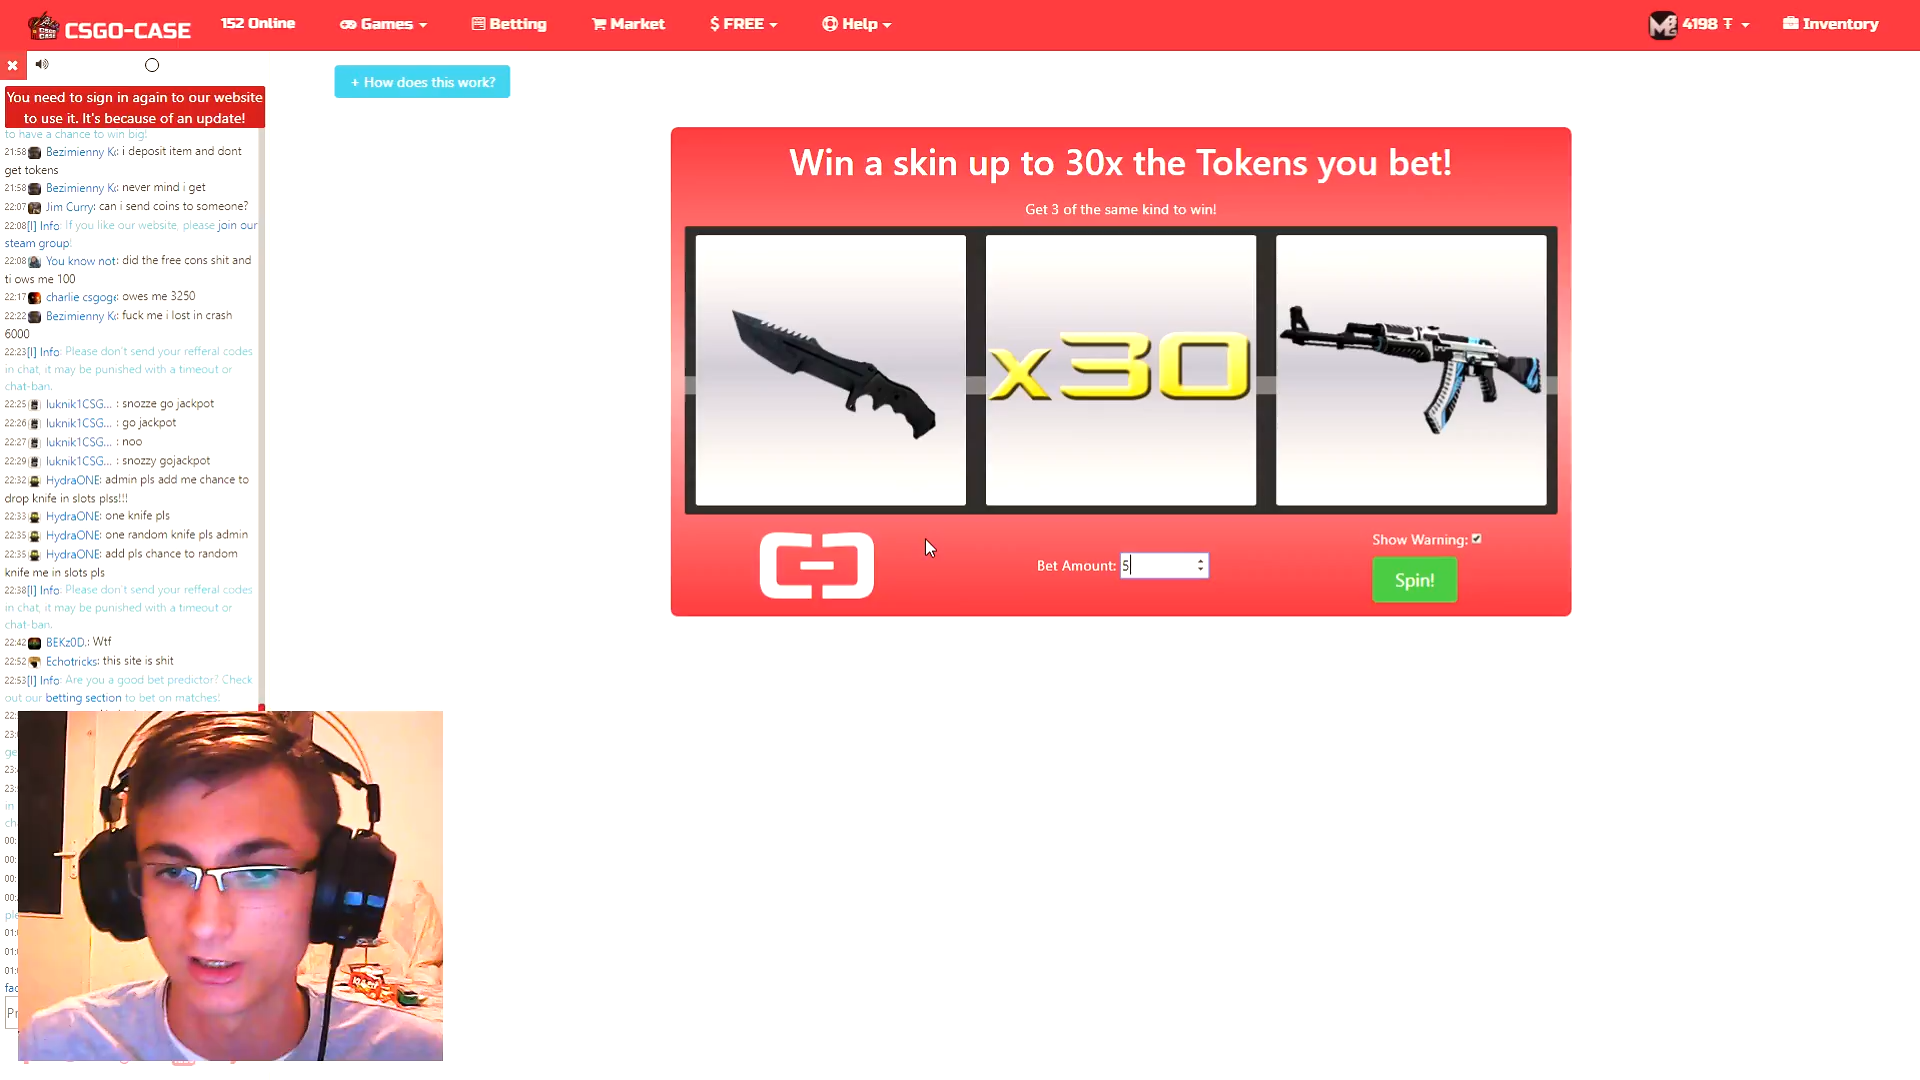 CSGO-CASE
152 Online
Games
Betting
Market
$ FREE
Help
4198 Ŧ
Inventory
+ How does this work?
You need to sign in again to our website
to use it. It's because of an update!
to have a chance to win big!
21:58 Bezimienny Kc: i deposit item and dont
get tokens
21:58 Bezimienny Kc: never mind i get
22:07 Jim Curry: can i send coins to someone?
22:08[I] Info: If you like our website, please join our
steam group!
22:08 You know not: did the free cons shit and
ti ows me 100
22:17 charlie csgoge: owes me 3250
22:22 Bezimienny Kc: fuck me i lost in crash
6000
22:23[I] Info: Please don't send your refferal codes
in chat, it may be punished with a timeout or
chat-ban.
22:25 luknik1CSG... : snozze go jackpot
22:26 luknik1CSG... : go jackpot
22:27 luknik1CSG... : noo
22:29 luknik1CSG... : snozzy gojackpot
22:32 HydraONE: admin pls add me chance to
drop knife in slots plss!!!
22:33 HydraONE: one knife pls
22:35 HydraONE: one random knife pls admin
22:35 HydraONE: add pls chance to random
knife me in slots pls
22:38[I] Info: Please don't send your refferal codes
in chat, it may be punished with a timeout or
chat-ban.
22:42 BEKz0D.: Wtf
22:52 Echotricks: this site is shit
22:53[I] Info: Are you a good bet predictor? Check
out our betting section to bet on matches!
Win a skin up to 30x the Tokens you bet!
Get 3 of the same kind to win!
x30
Bet Amount: 5
Show Warning:
Spin!